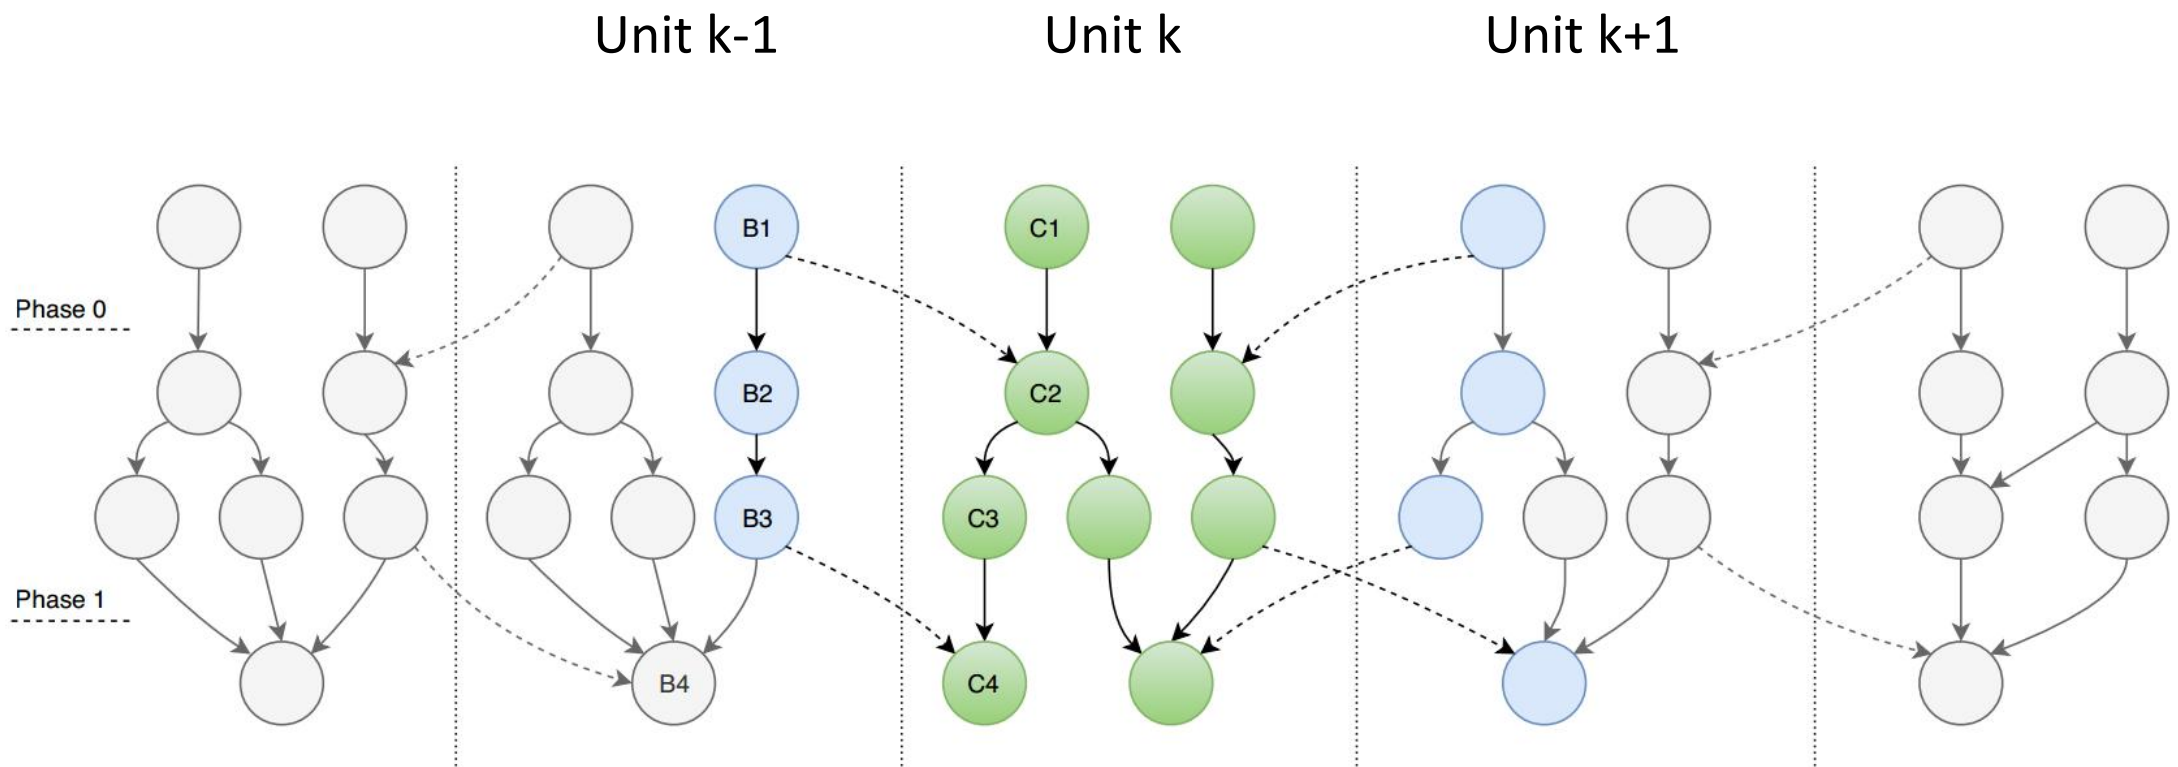 Unit k-1
Unit k
Unit k+1
B1
C1
Phase 0
B2
C2
B3
C3
Phase 1
B4
C4